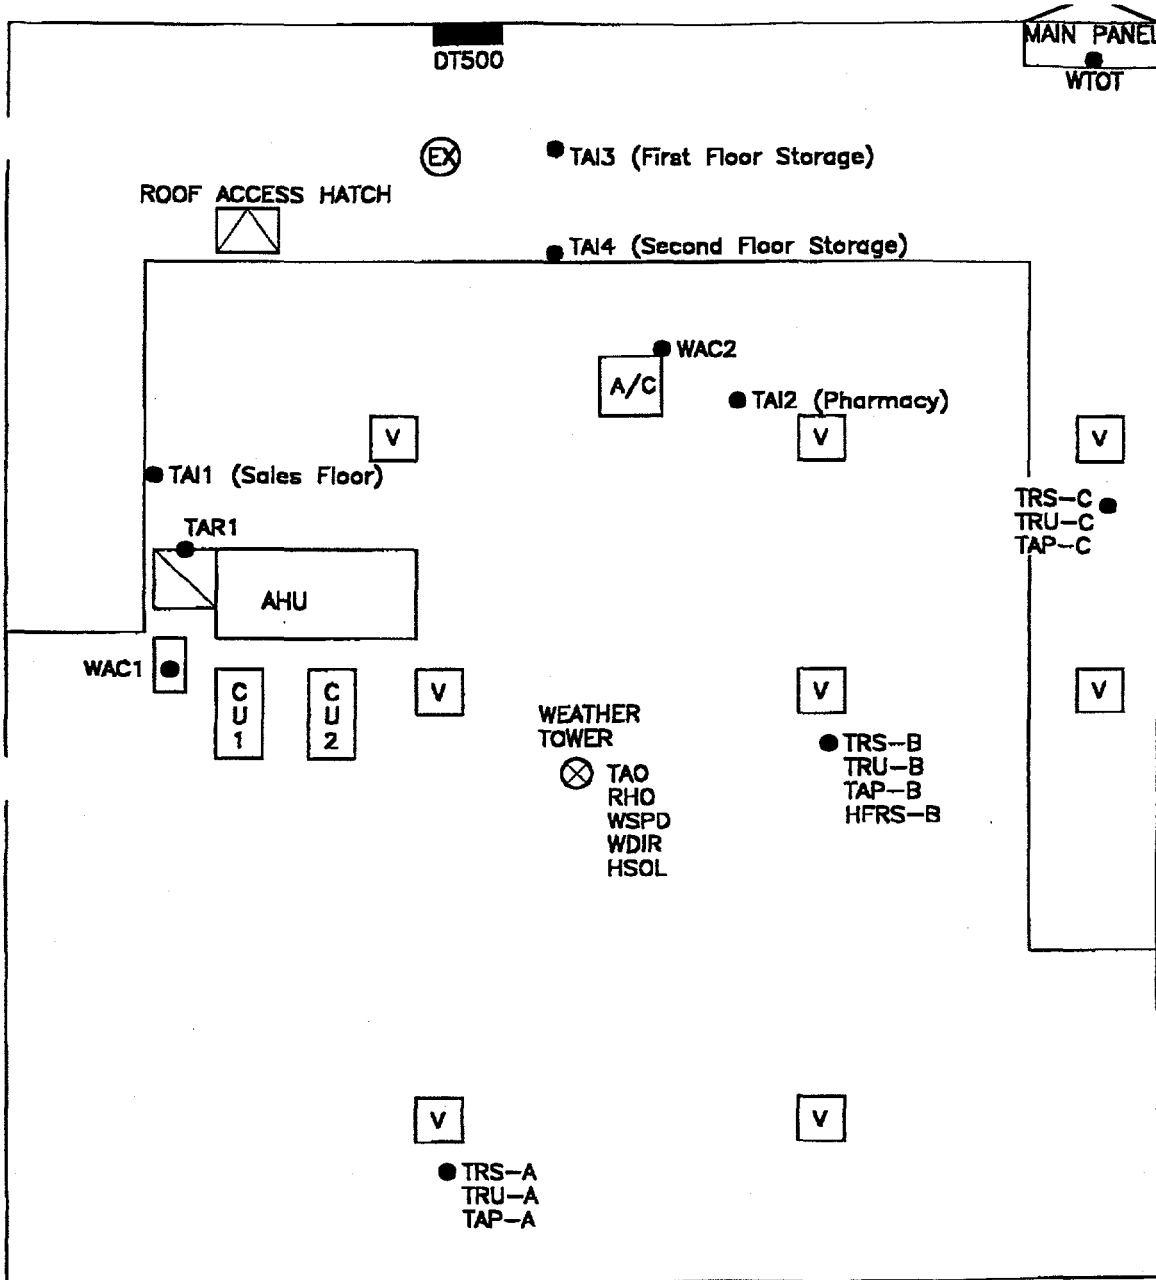 MAIN PANEL
DT500
WTOT
EX
TAI3 (First Floor Storage)
ROOF ACCESS HATCH
TAI4 (Second Floor Storage)
WAC2
A/C
TAI2 (Pharmacy)
V
V
V
TAI1 (Sales Floor)
TRS-C
TRU-C
TAP-C
TAR1
AHU
WAC1
C
U
1
C
U
2
V
V
V
WEATHER
TOWER
TAO
RHO
WSPD
WDIR
HSOL
TRS-B
TRU-B
TAP-B
HFRS-B
V
V
TRS-A
TRU-A
TAP-A